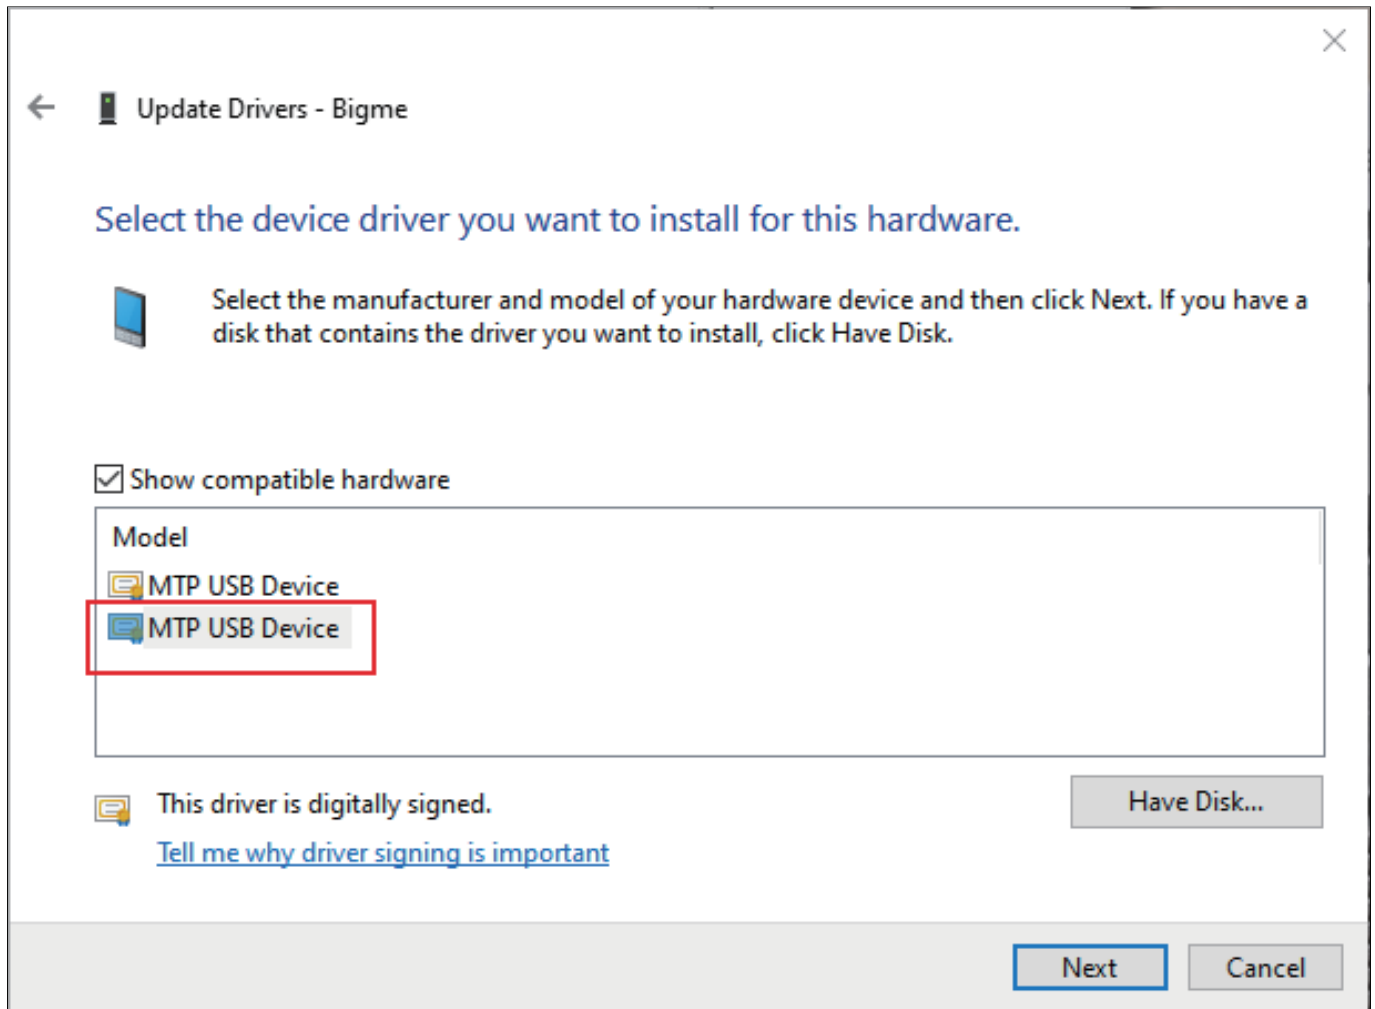 Update Drivers - Bigme
Select the device driver you want to install for this hardware.
Select the manufacturer and model of your hardware device and then click Next. If you have a
disk that contains the driver you want to install, click Have Disk.
Show compatible hardware
Model
MTP USB Device
MTP USB Device
This driver is digitally signed.
Have Disk...
Tell me why driver signing is important
Next
Cancel